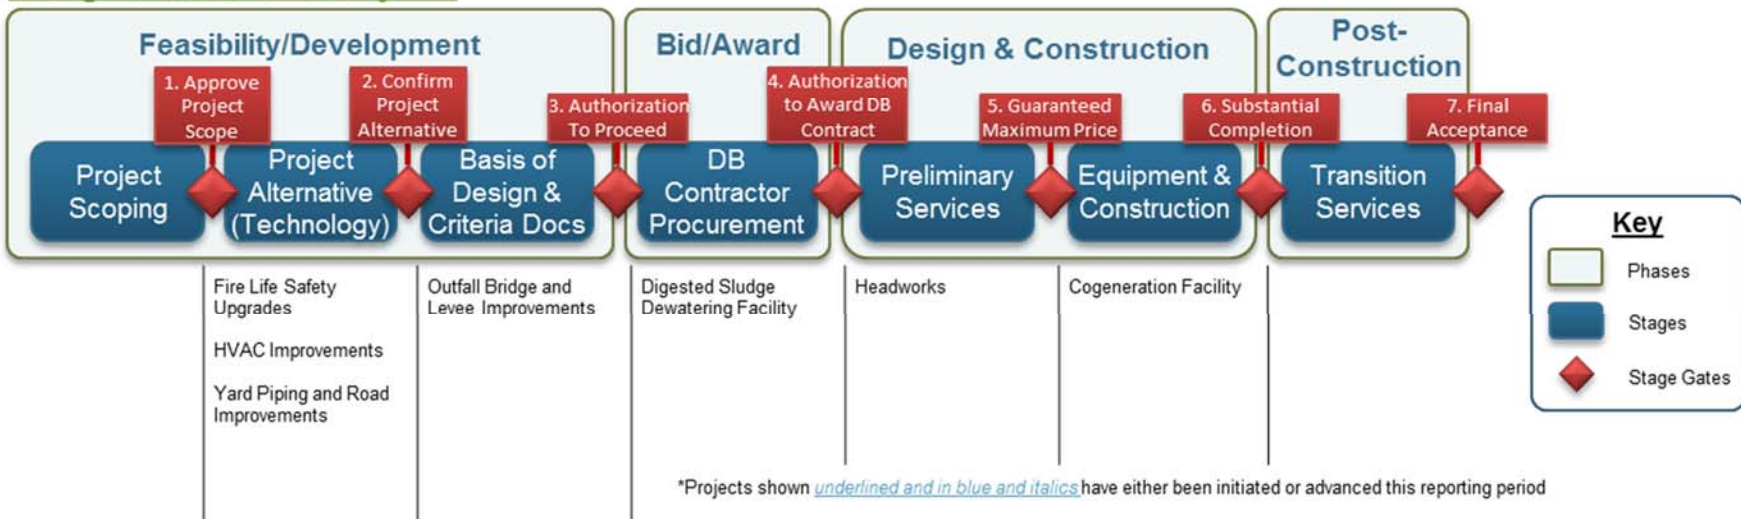 Feasibility/Development
Bid/Award
Design & Construction
Post-
Construction
1. Approve
Project
Scope
2. Confirm
Project
Alternative
3. Authorization
To Proceed
4. Authorization
to Award DB
Contract
5. Guaranteed
Maximum Price
6. Substantial
Completion
7. Final
Acceptance
Project
Scoping
Project
Alternative
(Technology)
Basis of
Design &
Criteria Docs
DB
Contractor
Procurement
Preliminary
Services
Equipment &
Construction
Transition
Services
Key
Phases
Stages
Stage Gates
Fire Life Safety
Upgrades
HVAC Improvements
Yard Piping and Road
Improvements
Outfall Bridge and
Levee Improvements
Digested Sludge
Dewatering Facility
Headworks
Cogeneration Facility
*Projects shown underlined and in blue and italics have either been initiated or advanced this reporting period